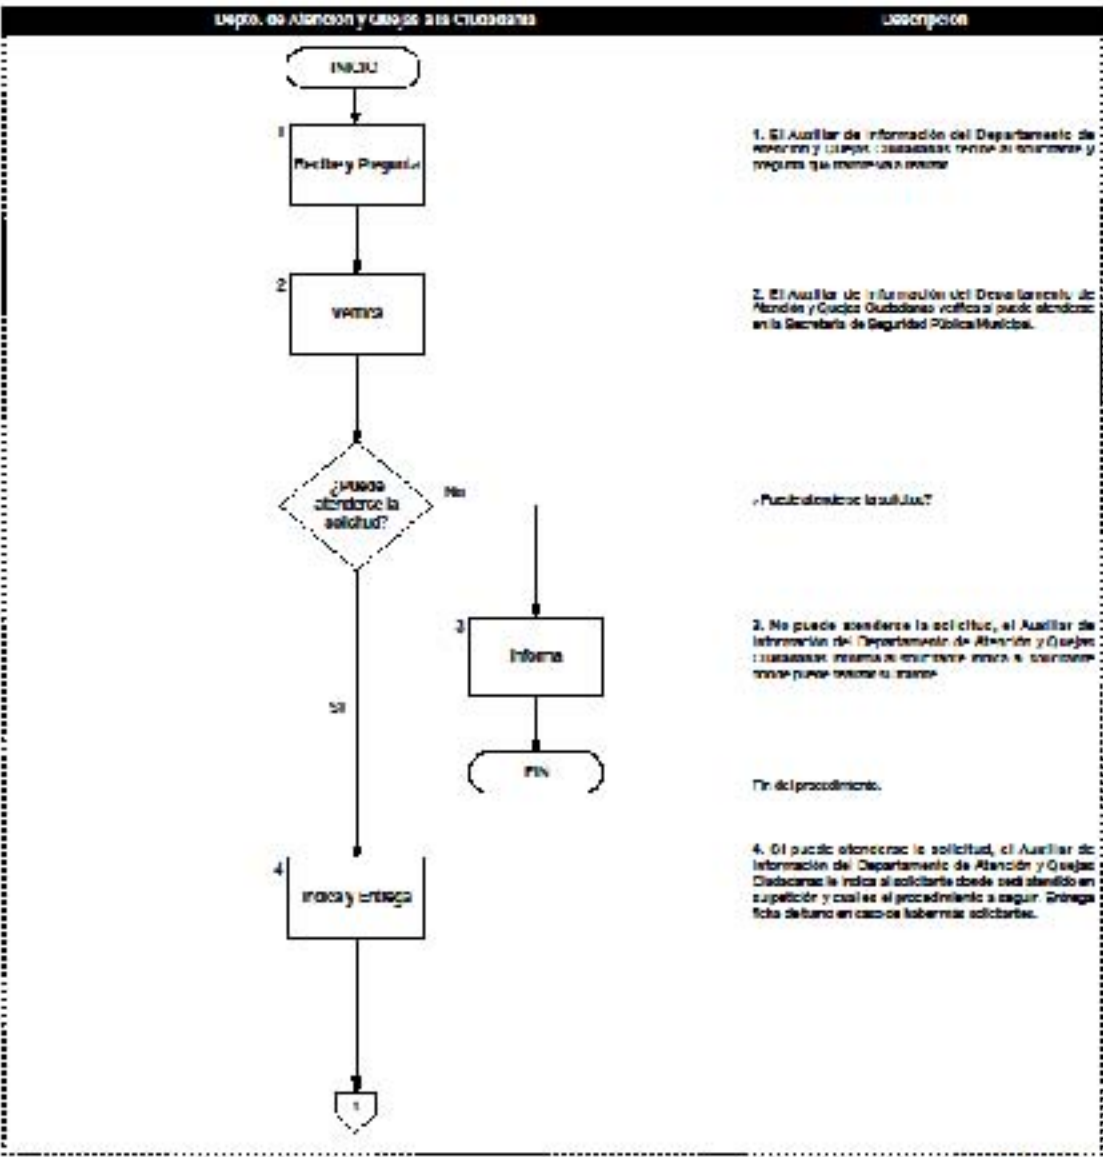 Depto. de Atención y Quejas a la Ciudadanía
Descripción
INICIO
1
Recibe y Pregunta
1. El Auxiliar de Información del Departamento de
Atención y Quejas Ciudadanas recibe al solicitante y
pregunta que tramite va a realizar
2
Verifica
2. El Auxiliar de Información del Departamento de
Atención y Quejas Ciudadanas verifica si puede atenderse
en la Secretaría de Seguridad Pública Municipal.
¿Puede
atenderse la
solicitud?
No
¿Puede atenderse la solicitud?
3
Informa
3. No puede atenderse la solicitud, el Auxiliar de
Información del Departamento de Atención y Quejas
Ciudadanas informa al solicitante indica al solicitante
donde puede realizar su trámite
SI
FIN
Fin del procedimiento.
4
Indica y Entrega
4. Si puede atenderse la solicitud, el Auxiliar de
Información del Departamento de Atención y Quejas
Ciudadanas le indica al solicitante donde será atendido en
su petición y cual es el procedimiento a seguir. Entrega
ficha de turno en caso de haber más solicitantes.
1